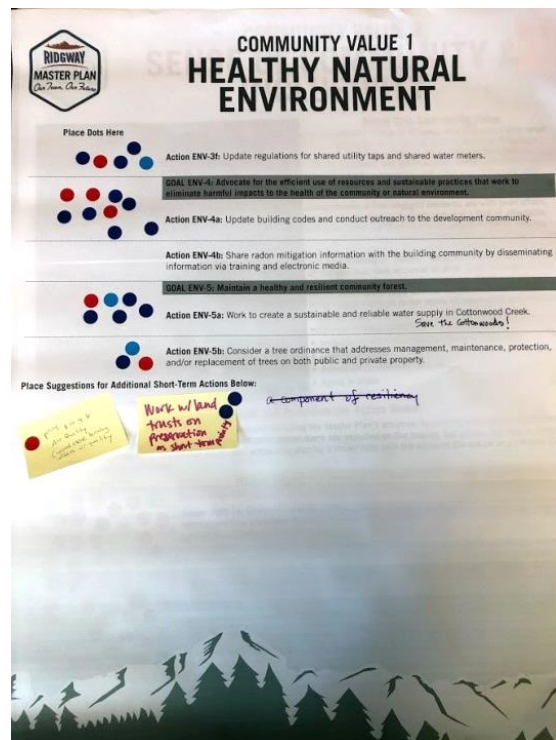 RIDGWAY
MASTER PLAN
Our Town, Our Future
COMMUNITY VALUE 1
HEALTHY NATURAL
ENVIRONMENT
Place Dots Here
Action ENV-3f: Update regulations for shared utility taps and shared water meters.
GOAL ENV-4: Advocate for the efficient use of resources and sustainable practices that work to
eliminate harmful impacts to the health of the community or natural environment.
Action ENV-4a: Update building codes and conduct outreach to the development community.
Action ENV-4b: Share radon mitigation information with the building community by disseminating
information via training and electronic media.
GOAL ENV-5: Maintain a healthy and resilient community forest.
Action ENV-5a: Work to create a sustainable and reliable water supply in Cottonwood Creek.
Save the Cottonwoods!
Action ENV-5b: Consider a tree ordinance that addresses management, maintenance, protection,
and/or replacement of trees on both public and private property.
Place Suggestions for Additional Short-Term Actions Below:
Work w/ land
trusts on
preservation
as short term priority
a component of resiliency